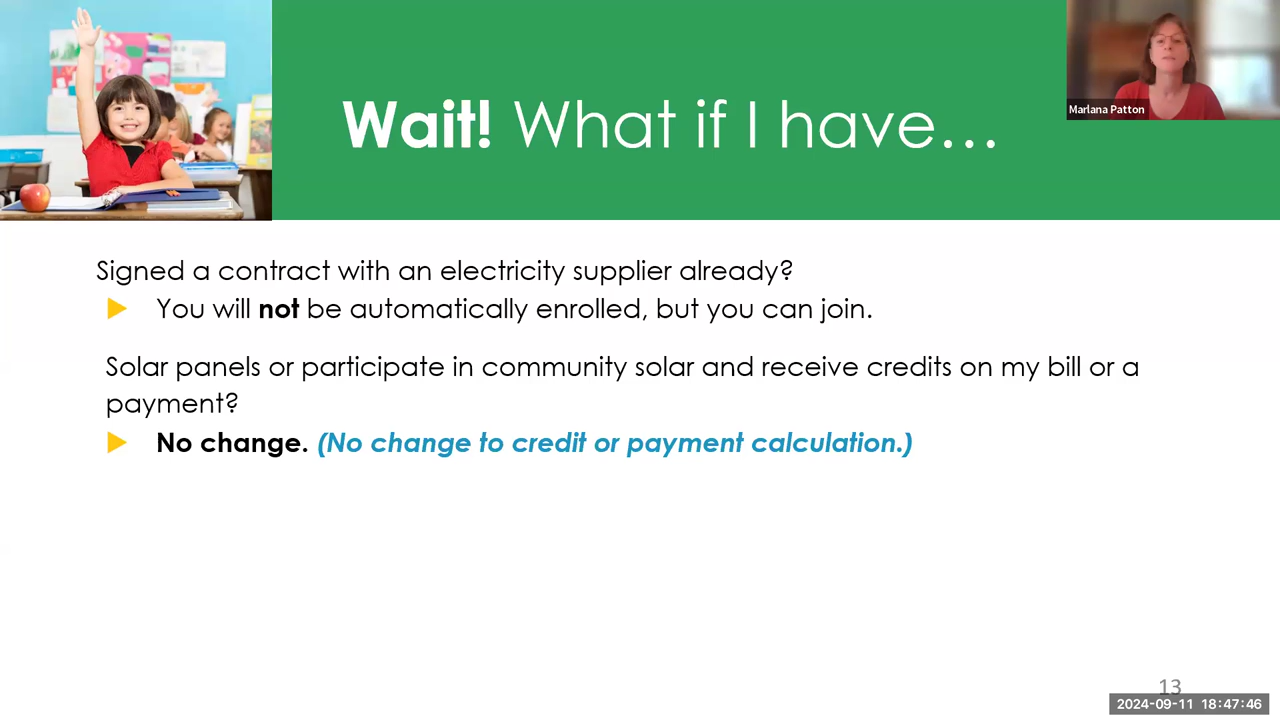 Wait! What if I have…
Marlana Patton
Signed a contract with an electricity supplier already?
You will not be automatically enrolled, but you can join.
Solar panels or participate in community solar and receive credits on my bill or a
payment?
No change. (No change to credit or payment calculation.)
13
2024-09-11 18:47:46